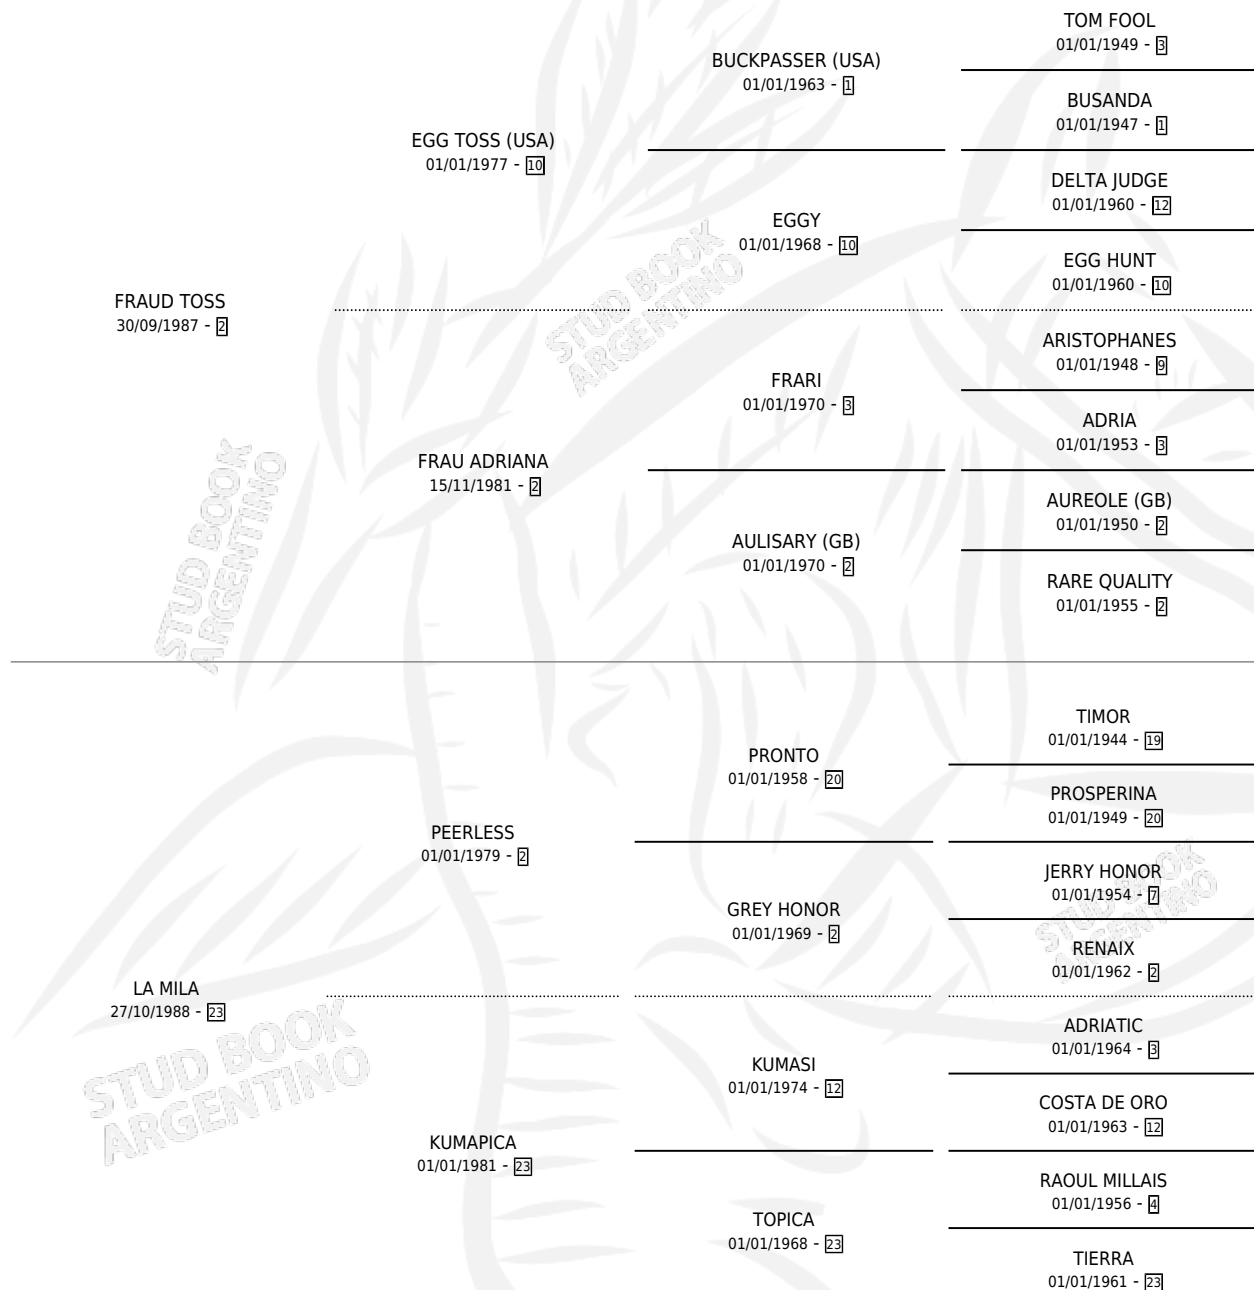 TOM FOOL
01/01/1949 - 3
BUCKPASSER (USA)
01/01/1963 - 1
BUSANDA
01/01/1947 - 1
EGG TOSS (USA)
01/01/1977 - 10
DELTA JUDGE
01/01/1960 - 12
EGGY
01/01/1968 - 10
EGG HUNT
01/01/1960 - 10
STUD BOOK
ARGENTINO
FRAUD TOSS
30/09/1987 - 2
ARISTOPHANES
01/01/1948 - 9
FRARI
01/01/1970 - 3
ADRIA
01/01/1953 - 3
FRAU ADRIANA
15/11/1981 - 2
AUREOLE (GB)
01/01/1950 - 2
AULISARY (GB)
01/01/1970 - 2
RARE QUALITY
01/01/1955 - 2
STUD BOOK
ARGENTINO
TIMOR
01/01/1944 - 19
PRONTO
01/01/1958 - 20
PROSPERINA
01/01/1949 - 20
PEERLESS
01/01/1979 - 2
JERRY HONOR
01/01/1954 - 7
GREY HONOR
01/01/1969 - 2
STUD BOOK
ARGENTINO
RENAIX
01/01/1962 - 2
LA MILA
27/10/1988 - 23
ADRIATIC
01/01/1964 - 3
KUMASI
01/01/1974 - 12
COSTA DE ORO
01/01/1963 - 12
STUD BOOK
ARGENTINO
KUMAPICA
01/01/1981 - 23
RAOUL MILLAIS
01/01/1956 - 4
TOPICA
01/01/1968 - 23
TIERRA
01/01/1961 - 23